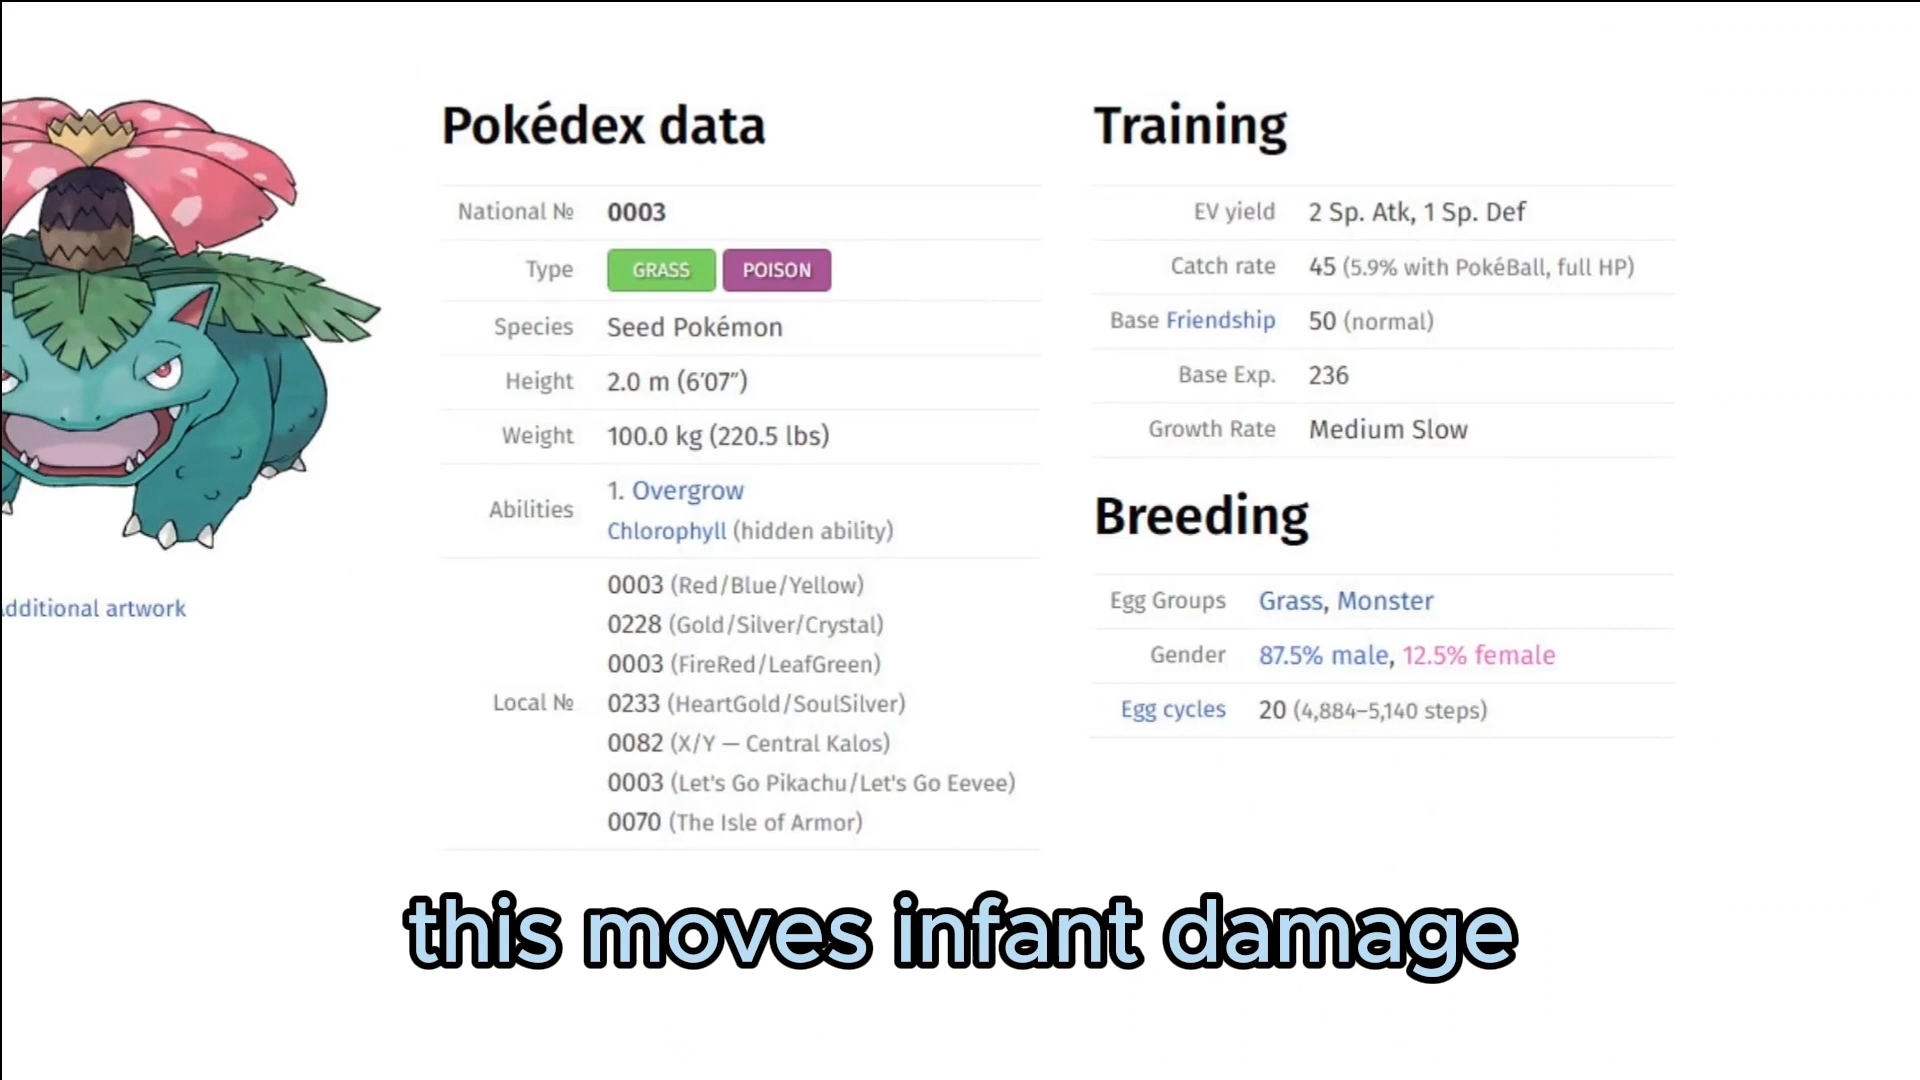 Pokédex data
National № 0003
Type GRASS POISON
Species Seed Pokémon
Height 2.0 m (6′07″)
Weight 100.0 kg (220.5 lbs)
Abilities 1. Overgrow
Chlorophyll (hidden ability)
Local № 0003 (Red/Blue/Yellow)
0228 (Gold/Silver/Crystal)
0003 (FireRed/LeafGreen)
0233 (HeartGold/SoulSilver)
0082 (X/Y — Central Kalos)
0003 (Let's Go Pikachu/Let's Go Eevee)
0070 (The Isle of Armor)
Training
EV yield 2 Sp. Atk, 1 Sp. Def
Catch rate 45 (5.9% with PokéBall, full HP)
Base Friendship 50 (normal)
Base Exp. 236
Growth Rate Medium Slow
Breeding
Egg Groups Grass, Monster
Gender 87.5% male, 12.5% female
Egg cycles 20 (4,884–5,140 steps)
dditional artwork
this moves infant damage